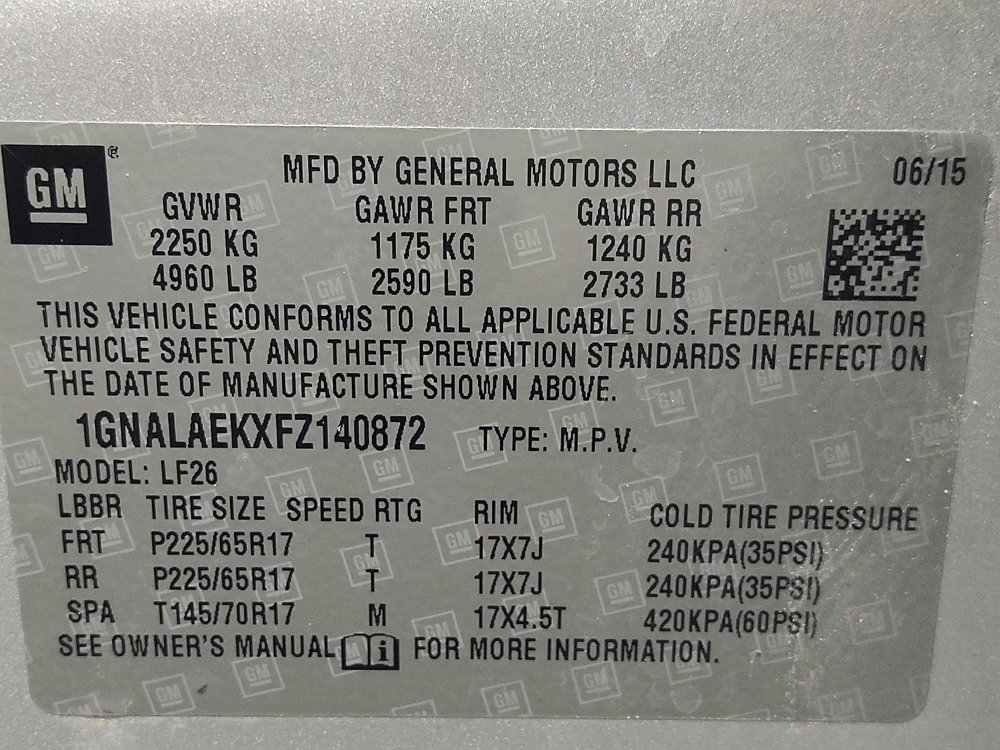 GM®
MFD BY GENERAL MOTORS LLC 06/15
GVWR GAWR FRT GAWR RR
2250 KG 1175 KG 1240 KG
4960 LB 2590 LB 2733 LB
THIS VEHICLE CONFORMS TO ALL APPLICABLE U.S. FEDERAL MOTOR
VEHICLE SAFETY AND THEFT PREVENTION STANDARDS IN EFFECT ON
THE DATE OF MANUFACTURE SHOWN ABOVE.
1GNALAEKXFZ140872 TYPE: M.P.V.
MODEL: LF26
LBBR TIRE SIZE SPEED RTG RIM COLD TIRE PRESSURE
FRT P225/65R17 T 17X7J 240KPA(35PSI)
RR P225/65R17 T 17X7J 240KPA(35PSI)
SPA T145/70R17 M 17X4.5T 420KPA(60PSI)
SEE OWNER'S MANUAL i FOR MORE INFORMATION.